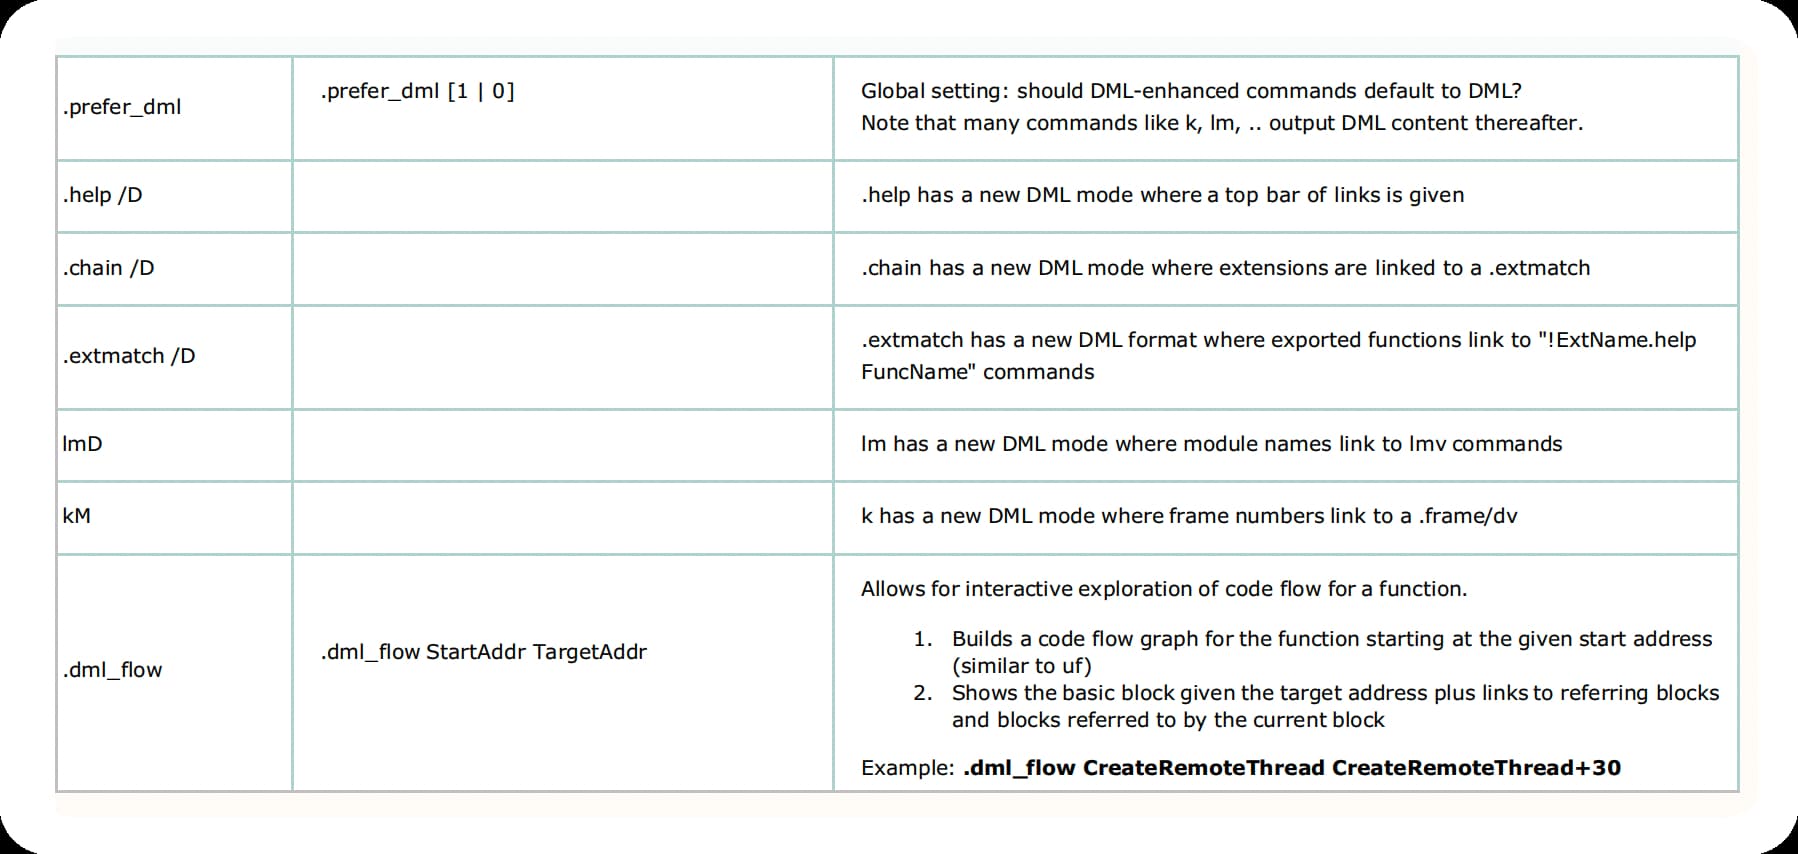 .prefer_dml
.prefer_dml [1 | 0]
Global setting: should DML-enhanced commands default to DML?
Note that many commands like k, lm, .. output DML content thereafter.
.help /D
.help has a new DML mode where a top bar of links is given
.chain /D
.chain has a new DML mode where extensions are linked to a .extmatch
.extmatch /D
.extmatch has a new DML format where exported functions link to "!ExtName.help
FuncName" commands
lmD
lm has a new DML mode where module names link to lmv commands
kM
k has a new DML mode where frame numbers link to a .frame/dv
.dml_flow
.dml_flow StartAddr TargetAddr
Allows for interactive exploration of code flow for a function.
1. Builds a code flow graph for the function starting at the given start address
(similar to uf)
2. Shows the basic block given the target address plus links to referring blocks
and blocks referred to by the current block
Example: .dml_flow CreateRemoteThread CreateRemoteThread+30